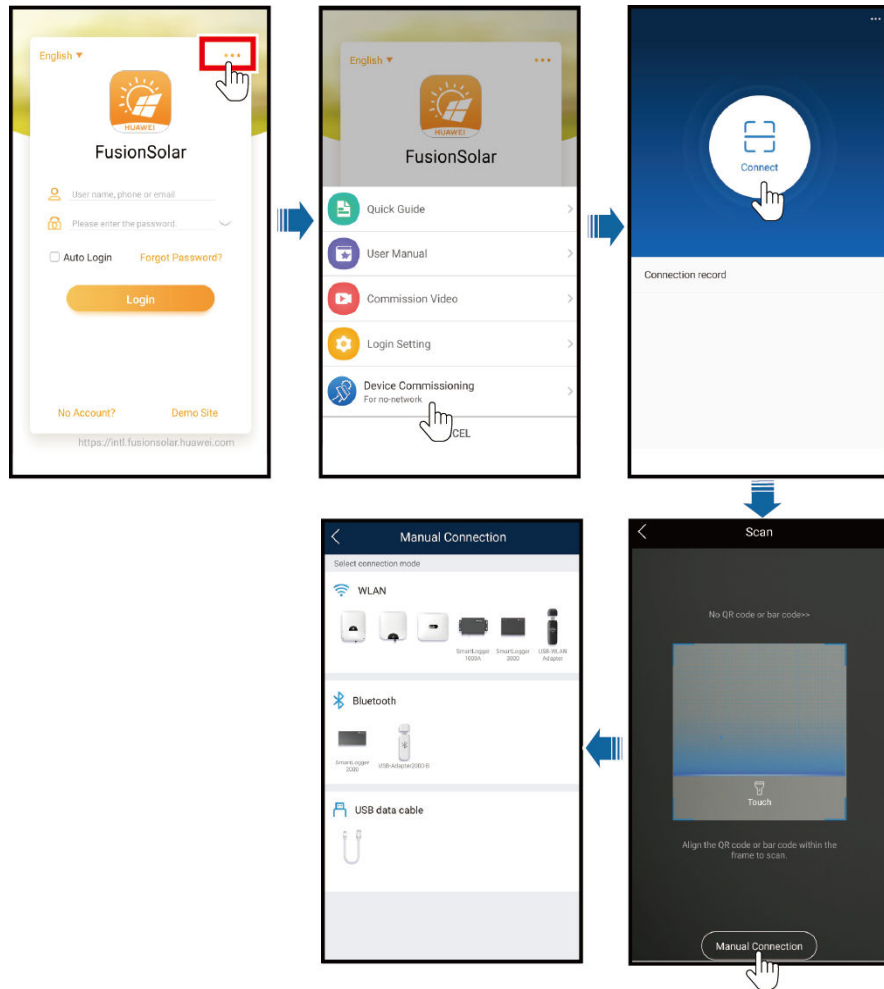 English ▼
...
HUAWEI
FusionSolar
User name, phone or email
Please enter the password.
Auto Login
Forgot Password?
Login
No Account?
Demo Site
https://intl.fusionsolar.huawei.com
English ▼
...
HUAWEI
FusionSolar
Quick Guide
User Manual
Commission Video
Login Setting
Device Commissioning
For no-network
CEL
...
Connect
Connection record
Scan
No QR code or bar code>>
Touch
Align the QR code or bar code within the
frame to scan.
Manual Connection
Manual Connection
Select connection mode
WLAN
SmartLogger
1000A
SmartLogger
3000
USB-WLAN
Adapter
Bluetooth
SmartLogger
2000
USB-Adapter2000-B
USB data cable